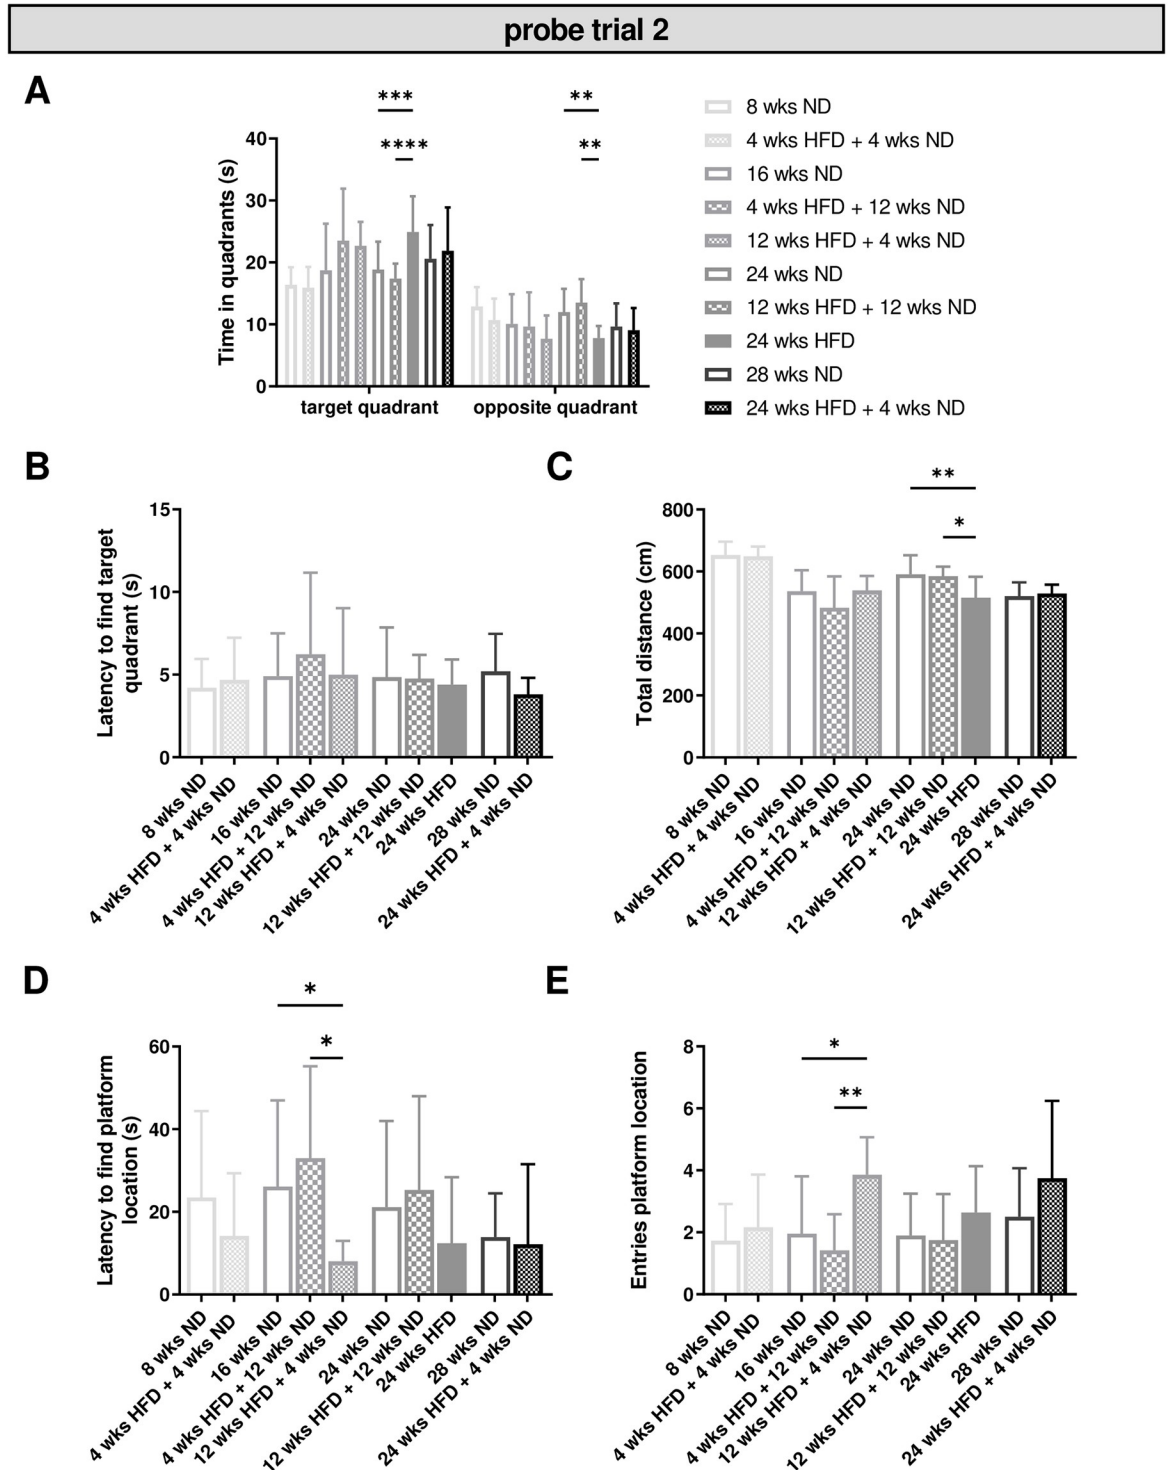 probe trial 2
A
*** **
**** **
40
30
20
10
0
Time in quadrants (s)
target quadrant opposite quadrant
8 wks ND
4 wks HFD + 4 wks ND
16 wks ND
4 wks HFD + 12 wks ND
12 wks HFD + 4 wks ND
24 wks ND
12 wks HFD + 12 wks ND
24 wks HFD
28 wks ND
24 wks HFD + 4 wks ND
B
15
10
5
0
Latency to find target
quadrant (s)
8 wks ND
4 wks HFD + 4 wks ND
16 wks ND
4 wks HFD + 12 wks ND
12 wks HFD + 4 wks ND
24 wks ND
12 wks HFD + 12 wks ND
24 wks HFD
28 wks ND
24 wks HFD + 4 wks ND
C
**
*
800
600
400
200
0
Total distance (cm)
8 wks ND
4 wks HFD + 4 wks ND
16 wks ND
4 wks HFD + 12 wks ND
12 wks HFD + 4 wks ND
24 wks ND
12 wks HFD + 12 wks ND
24 wks HFD
28 wks ND
24 wks HFD + 4 wks ND
D
*
*
60
40
20
0
Latency to find platform
location (s)
8 wks ND
4 wks HFD + 4 wks ND
16 wks ND
4 wks HFD + 12 wks ND
12 wks HFD + 4 wks ND
24 wks ND
12 wks HFD + 12 wks ND
24 wks HFD
28 wks ND
24 wks HFD + 4 wks ND
E
*
**
8
6
4
2
0
Entries platform location
8 wks ND
4 wks HFD + 4 wks ND
16 wks ND
4 wks HFD + 12 wks ND
12 wks HFD + 4 wks ND
24 wks ND
12 wks HFD + 12 wks ND
24 wks HFD
28 wks ND
24 wks HFD + 4 wks ND